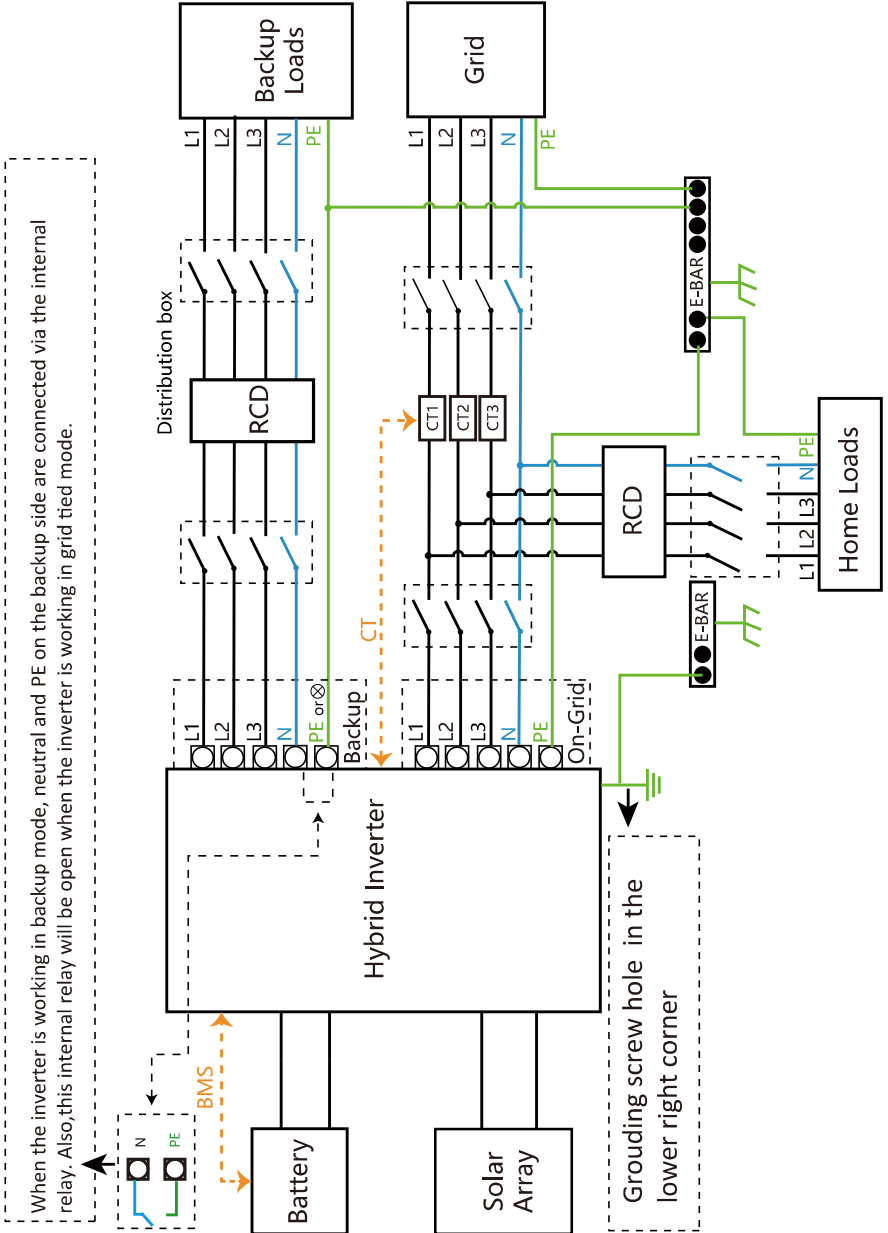 When the inverter is working in backup mode, neutral and PE on the backup side are connected via the internal
relay. Also,this internal relay will be open when the inverter is working in grid tied mode.
N
PE
BMS
Battery
Solar
Array
Hybrid Inverter
L1
L2
L3
N
PE or⊗
Backup
Distribution box
RCD
L1
L2
L3
N
PE
Backup
Loads
CT
L1
L2
L3
N
PE
On-Grid
CT1
CT2
CT3
L1
L2
L3
N
PE
Grid
Grouding screw hole in the
lower right corner
E-BAR
RCD
E-BAR
L1
L2
L3
N
PE
Home Loads